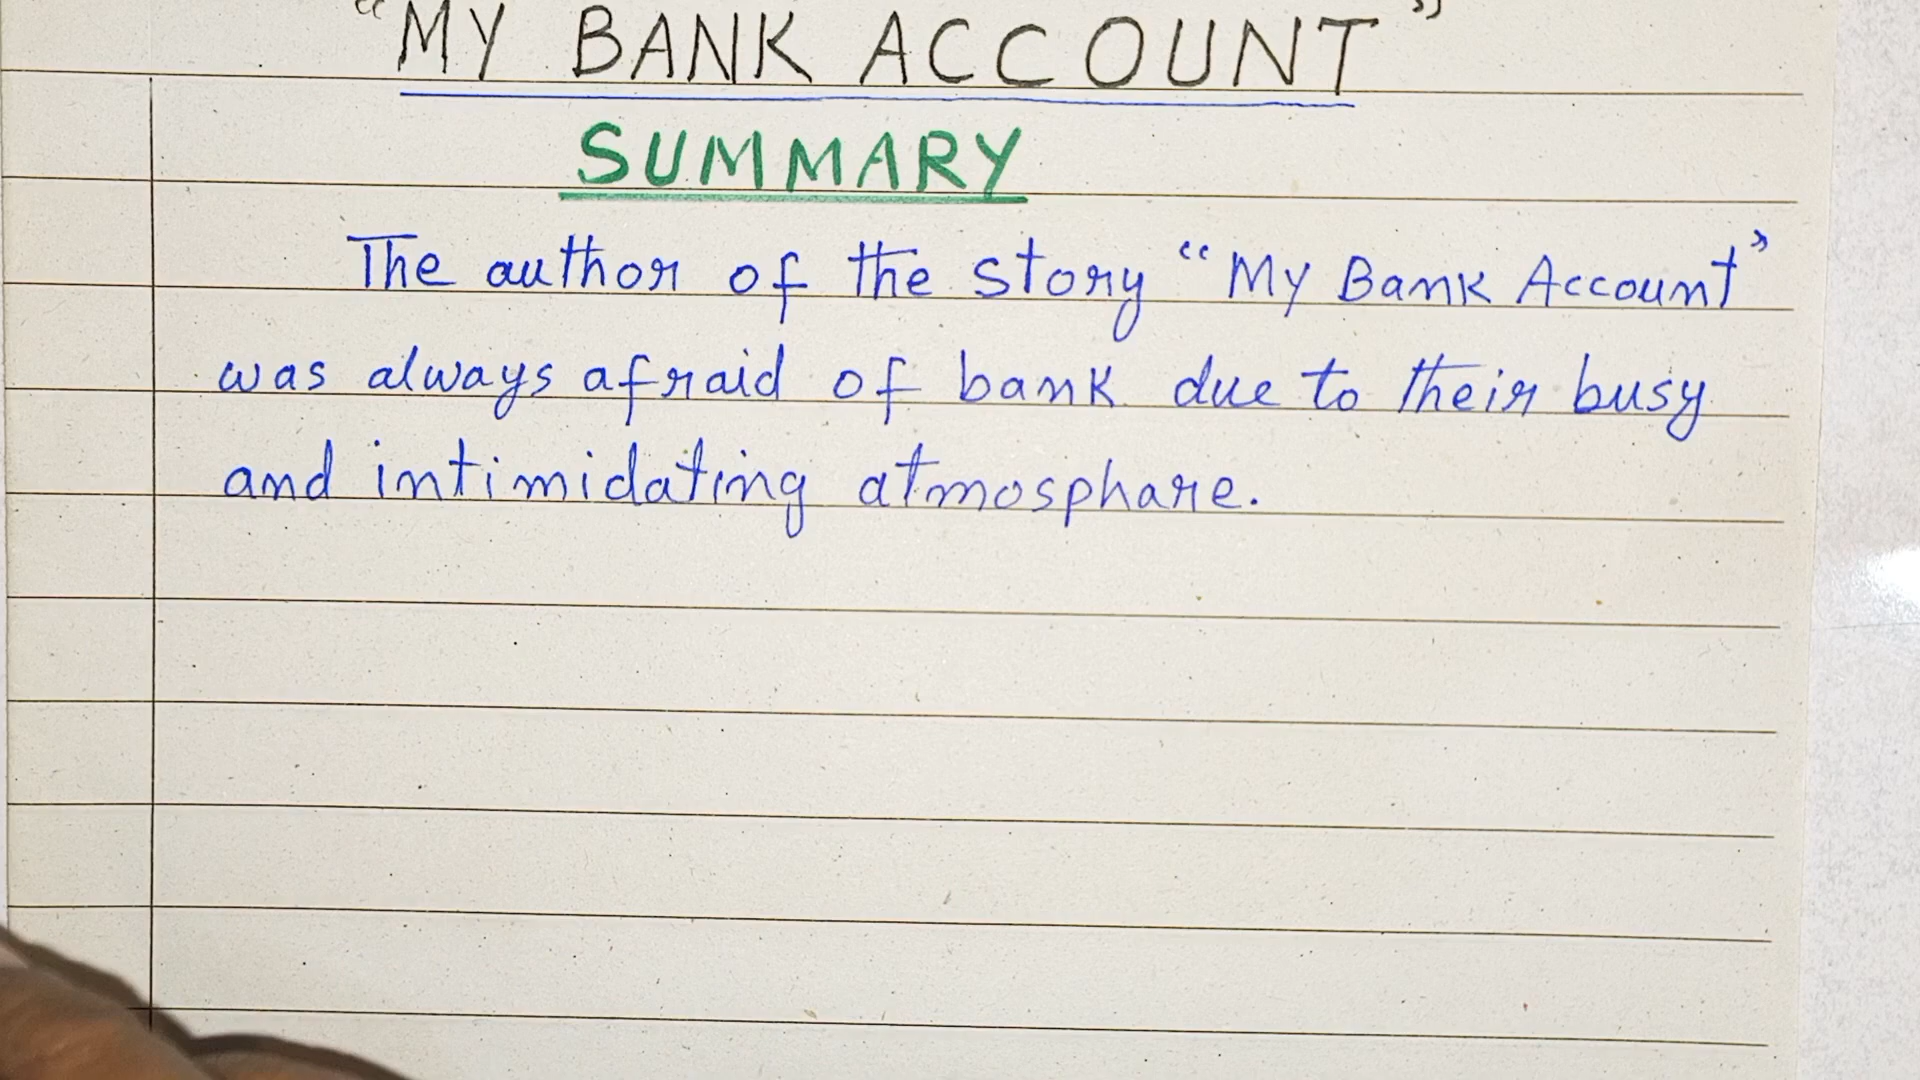 “MY BANK ACCOUNT”
SUMMARY
The author of the story “My Bank Account”
was always afraid of bank due to their busy
and intimidating atmosphare.